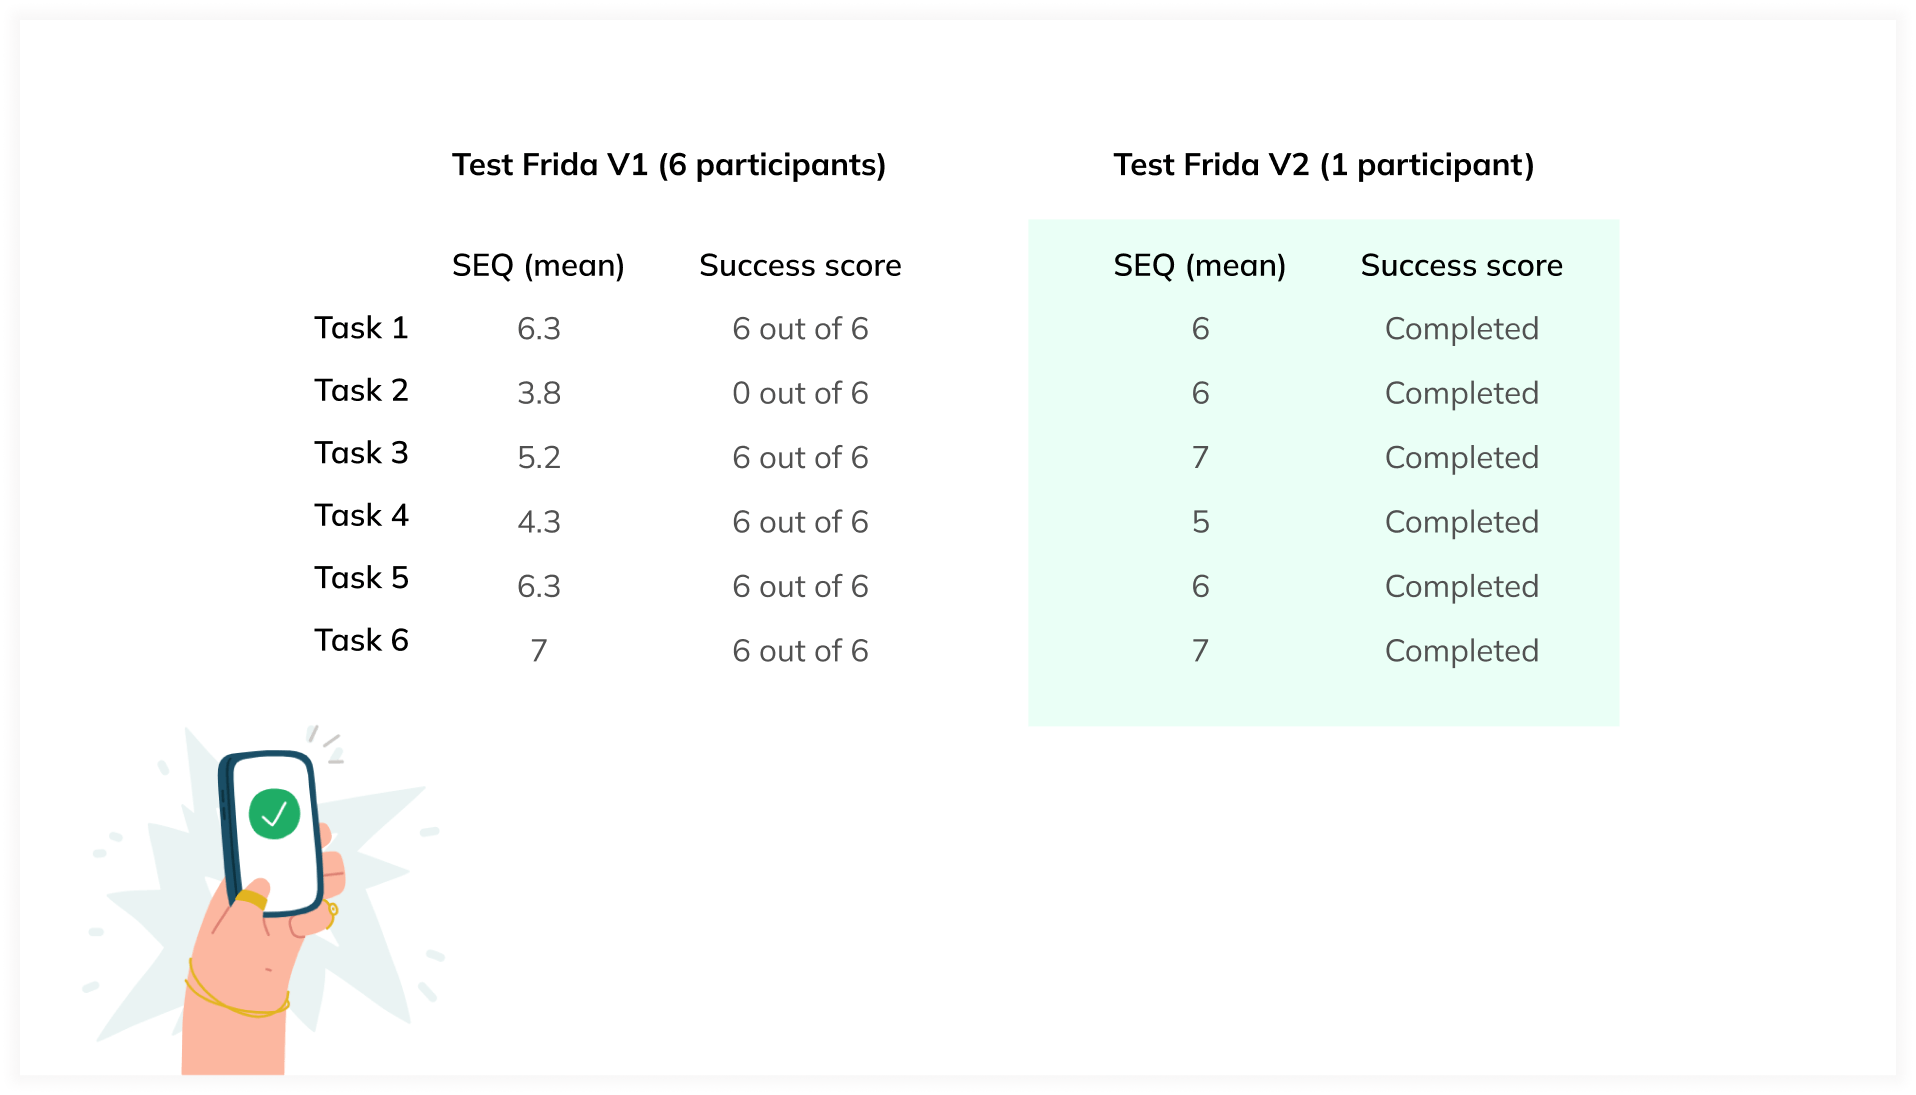 Test Frida V1 (6 participants) Test Frida V2 (1 participant)
SEQ (mean) Success score SEQ (mean) Success score
Task 1 6.3 6 out of 6 6 Completed
Task 2 3.8 0 out of 6 6 Completed
Task 3 5.2 6 out of 6 7 Completed
Task 4 4.3 6 out of 6 5 Completed
Task 5 6.3 6 out of 6 6 Completed
Task 6 7 6 out of 6 7 Completed